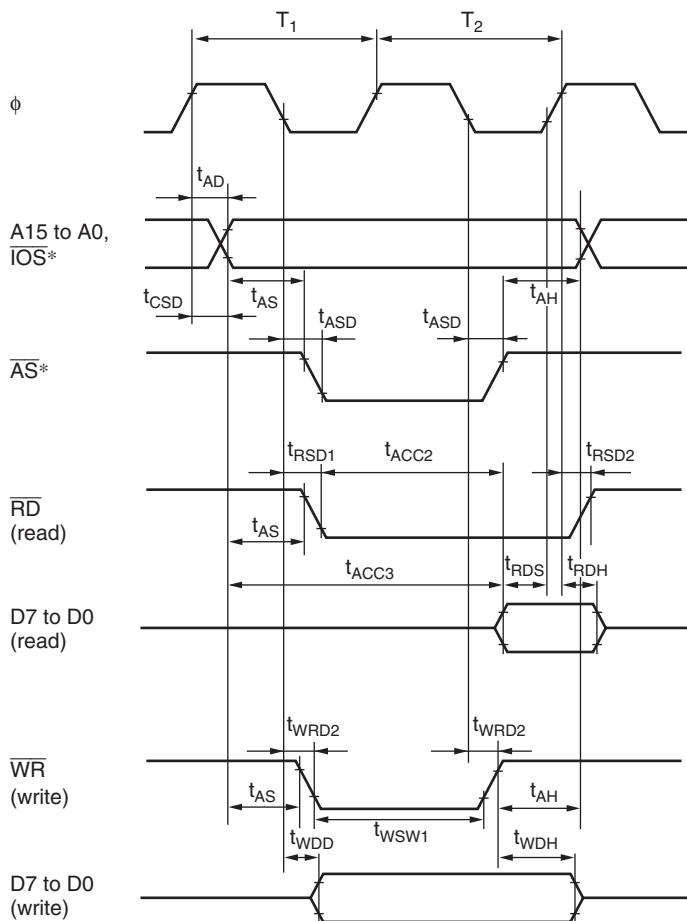 T1 T2
ϕ
tAD
A15 to A0,
IOS*
tCSD tAS tAH
tASD tASD
AS*
tRSD1 tACC2 tRSD2
RD
(read)
tAS
tACC3 tRDS tRDH
D7 to D0
(read)
tWRD2 tWRD2
WR
(write)
tAS tAH
tWSW1
tWDD tWDH
D7 to D0
(write)